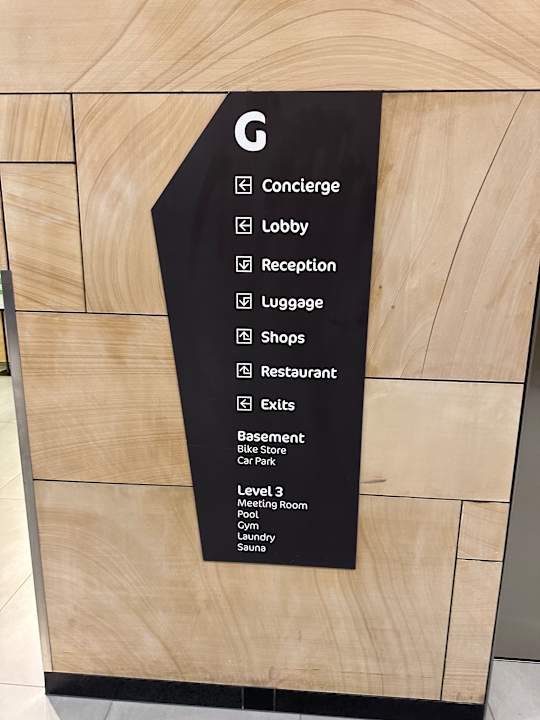 G
Concierge
Lobby
Reception
Luggage
Shops
Restaurant
Exits
Basement
Bike Store
Car Park
Level 3
Meeting Room
Pool
Gym
Laundry
Sauna